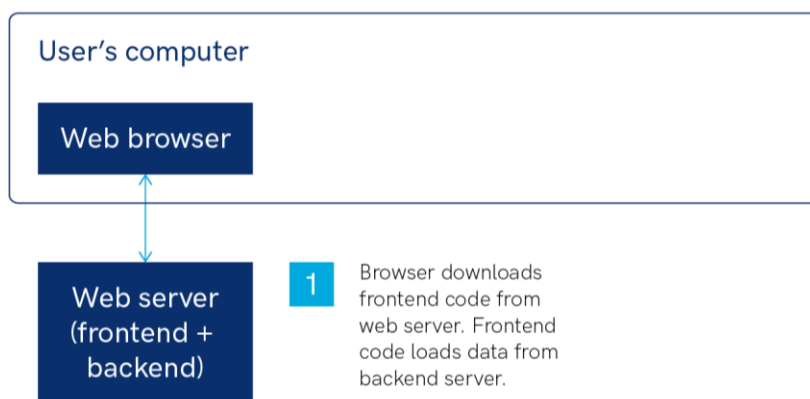 User's computer
Web browser
Web server
(frontend +
backend)
1
Browser downloads
frontend code from
web server. Frontend
code loads data from
backend server.